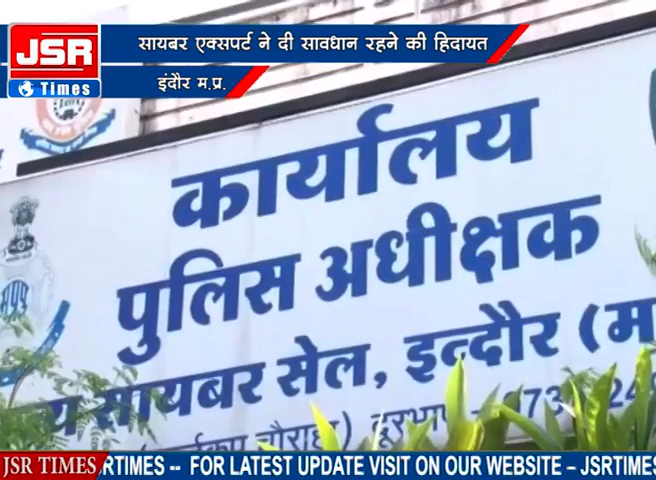 JSR
Times
सायबर एक्सपर्ट ने दी सावधान रहने की हिदायत
इंदौर म.प्र.
कार्यालय
पुलिस अधीक्षक
सायबर सेल, इन्दौर (म
चौराहा) दूरभाष
JSR TIMES
RTIMES -- FOR LATEST UPDATE VISIT ON OUR WEBSITE – JSRTIMES